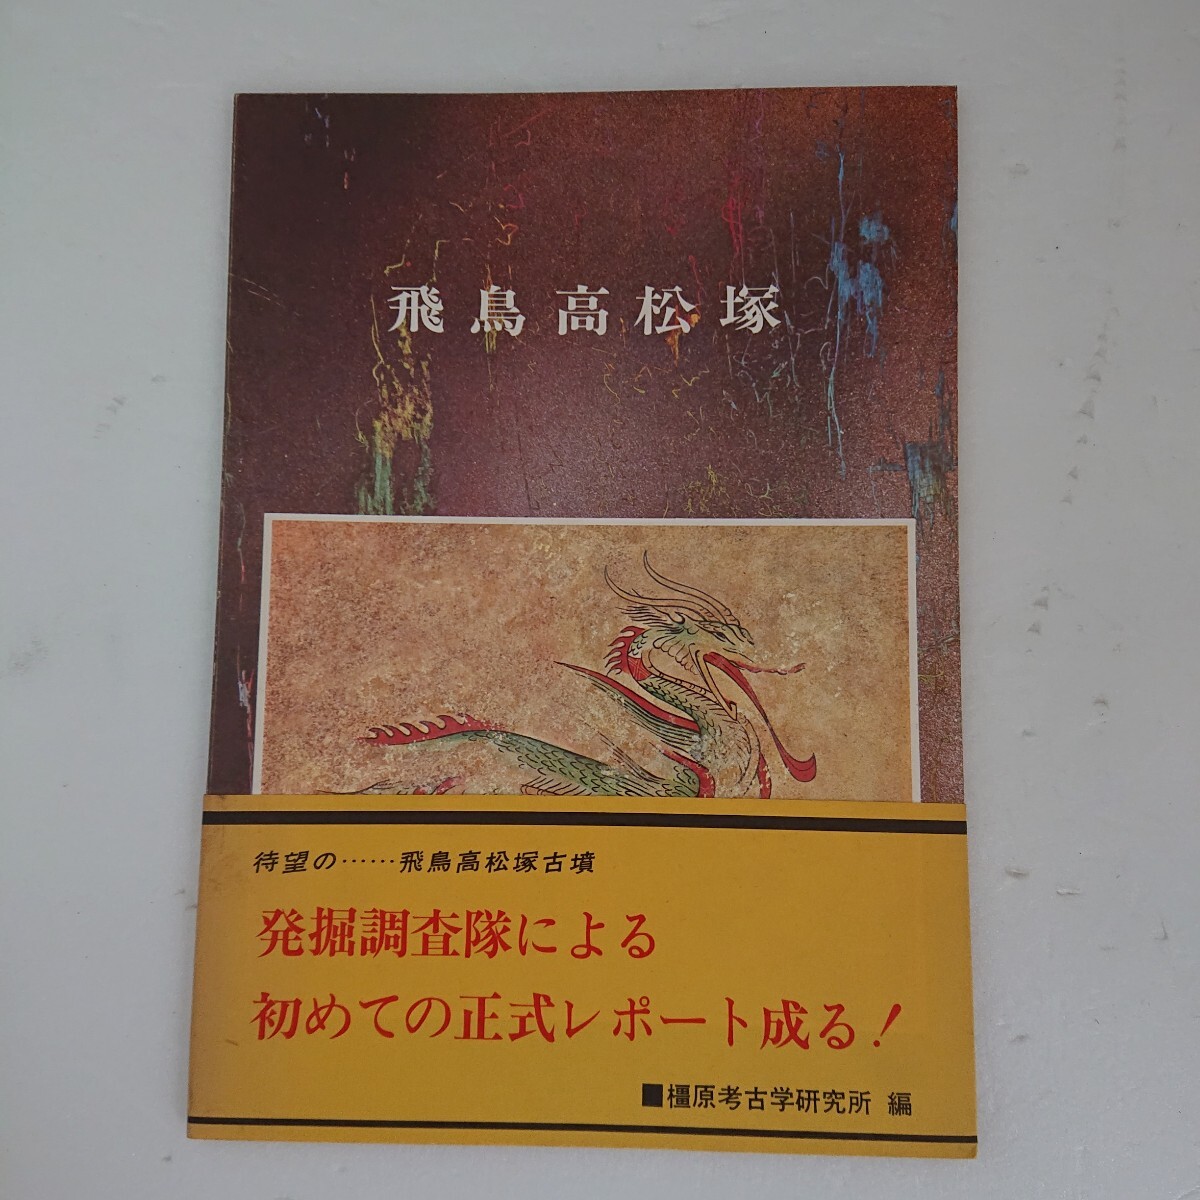 飛鳥高松塚
待望の……飛鳥高松塚古墳
発掘調査隊による
初めての正式レポート成る！
■橿原考古学研究所 編